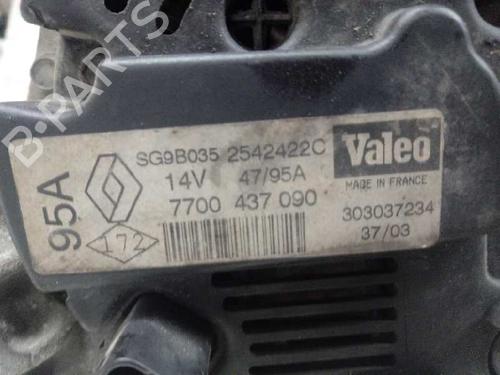 B-PARTS
95A
SG9B035 2542422C
14V 47/95A
7700 437 090
172
Valeo
MADE IN FRANCE
303037234
37/03